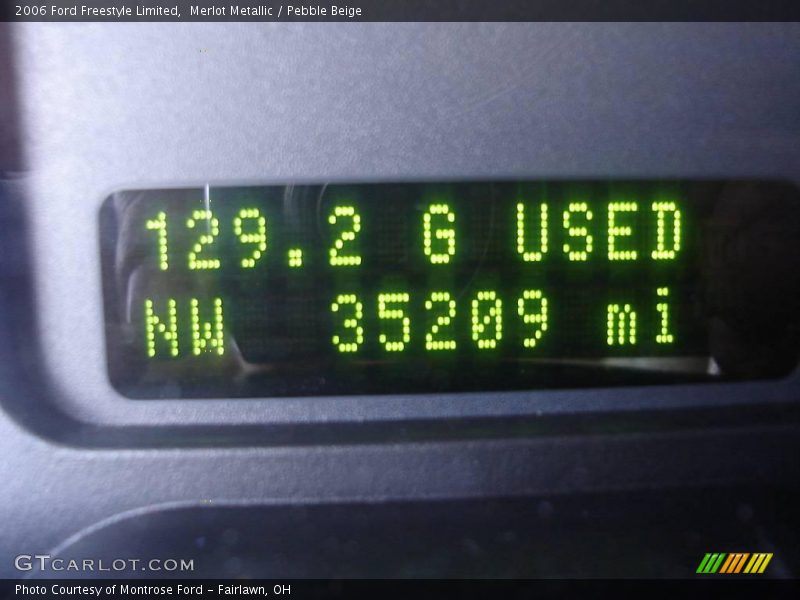 2006 Ford Freestyle Limited,  Merlot Metallic / Pebble Beige
129.2 G USED
NW 35209 mi
GTCARLOT.COM
Photo Courtesy of Montrose Ford - Fairlawn, OH